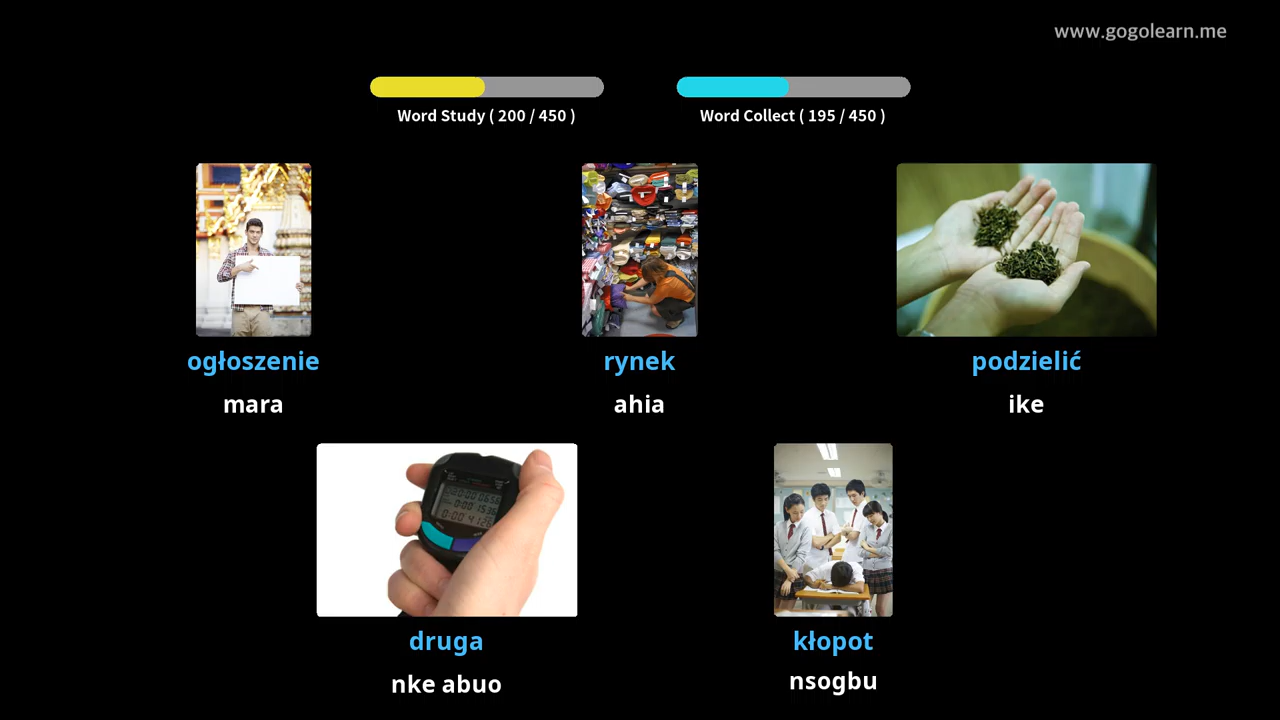 www.gogolearn.me
Word Study ( 200 / 450 )
Word Collect ( 195 / 450 )
ogłoszenie
mara
rynek
ahia
podzielić
ike
druga
nke abuo
kłopot
nsogbu